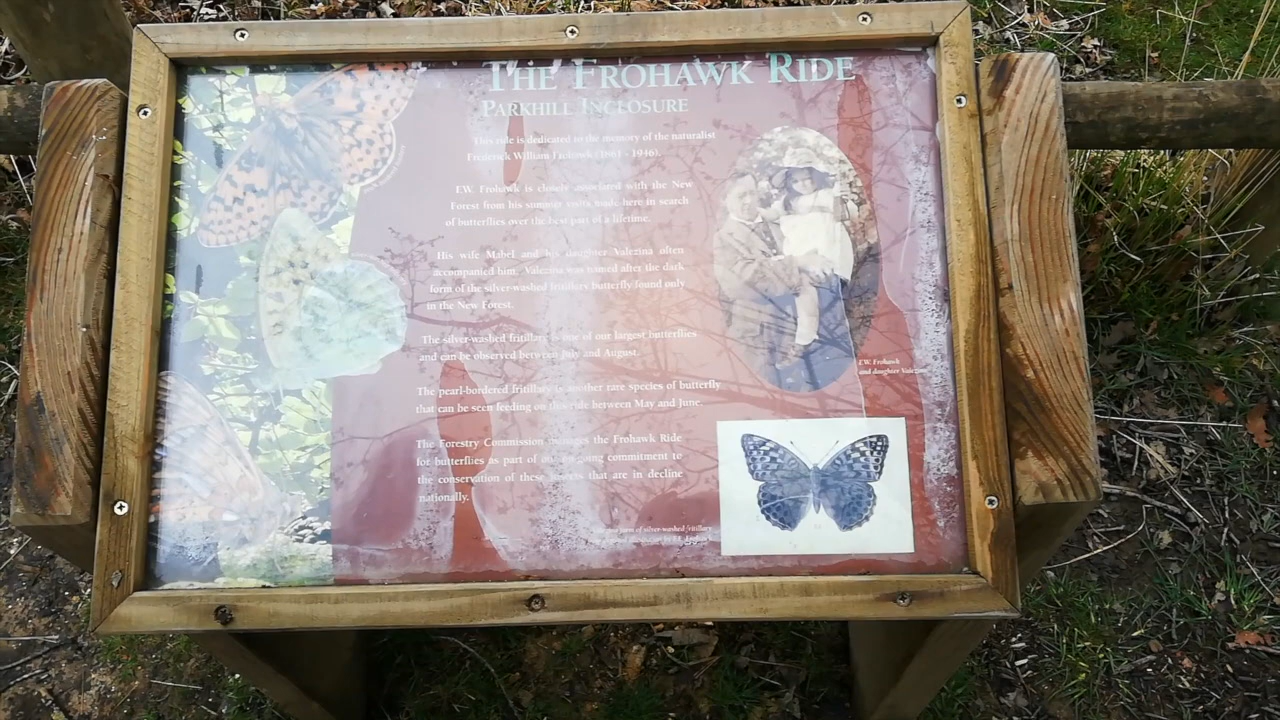 THE FROHAWK RIDE
PARKHILL INCLOSURE
This ride is dedicated to the memory of the naturalist
Frederick William Frohawk (1861 - 1946).
F.W. Frohawk is closely associated with the New
Forest from his summer visits made here in search
of butterflies over the best part of a lifetime.
His wife Mabel and his daughter Valezina often
accompanied him. Valezina was named after the dark
form of the silver-washed fritillary butterfly found only
in the New Forest.
The silver-washed fritillary is one of our largest butterflies
and can be observed between July and August.
The pearl-bordered fritillary is another rare species of butterfly
that can be seen feeding on this ride between May and June.
The Forestry Commission manages the Frohawk Ride
for butterflies as part of our on-going commitment to
the conservation of these insects that are in decline
nationally.
F.W. Frohawk
and daughter Valezina
form of silver-washed fritillary
by